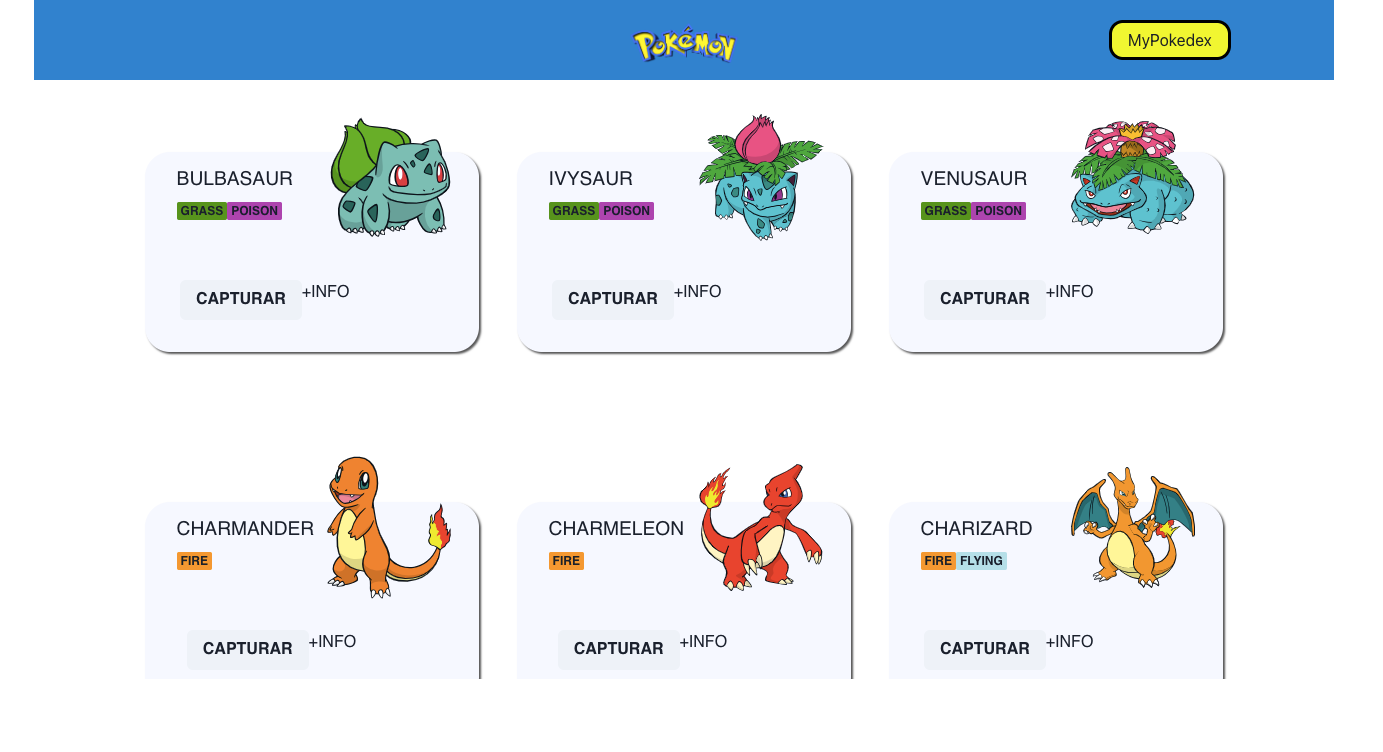 Pokémon
MyPokedex
BULBASAUR
GRASS POISON
CAPTURAR +INFO
IVYSAUR
GRASS POISON
CAPTURAR +INFO
VENUSAUR
GRASS POISON
CAPTURAR +INFO
CHARMANDER
FIRE
CAPTURAR +INFO
CHARMELEON
FIRE
CAPTURAR +INFO
CHARIZARD
FIRE FLYING
CAPTURAR +INFO